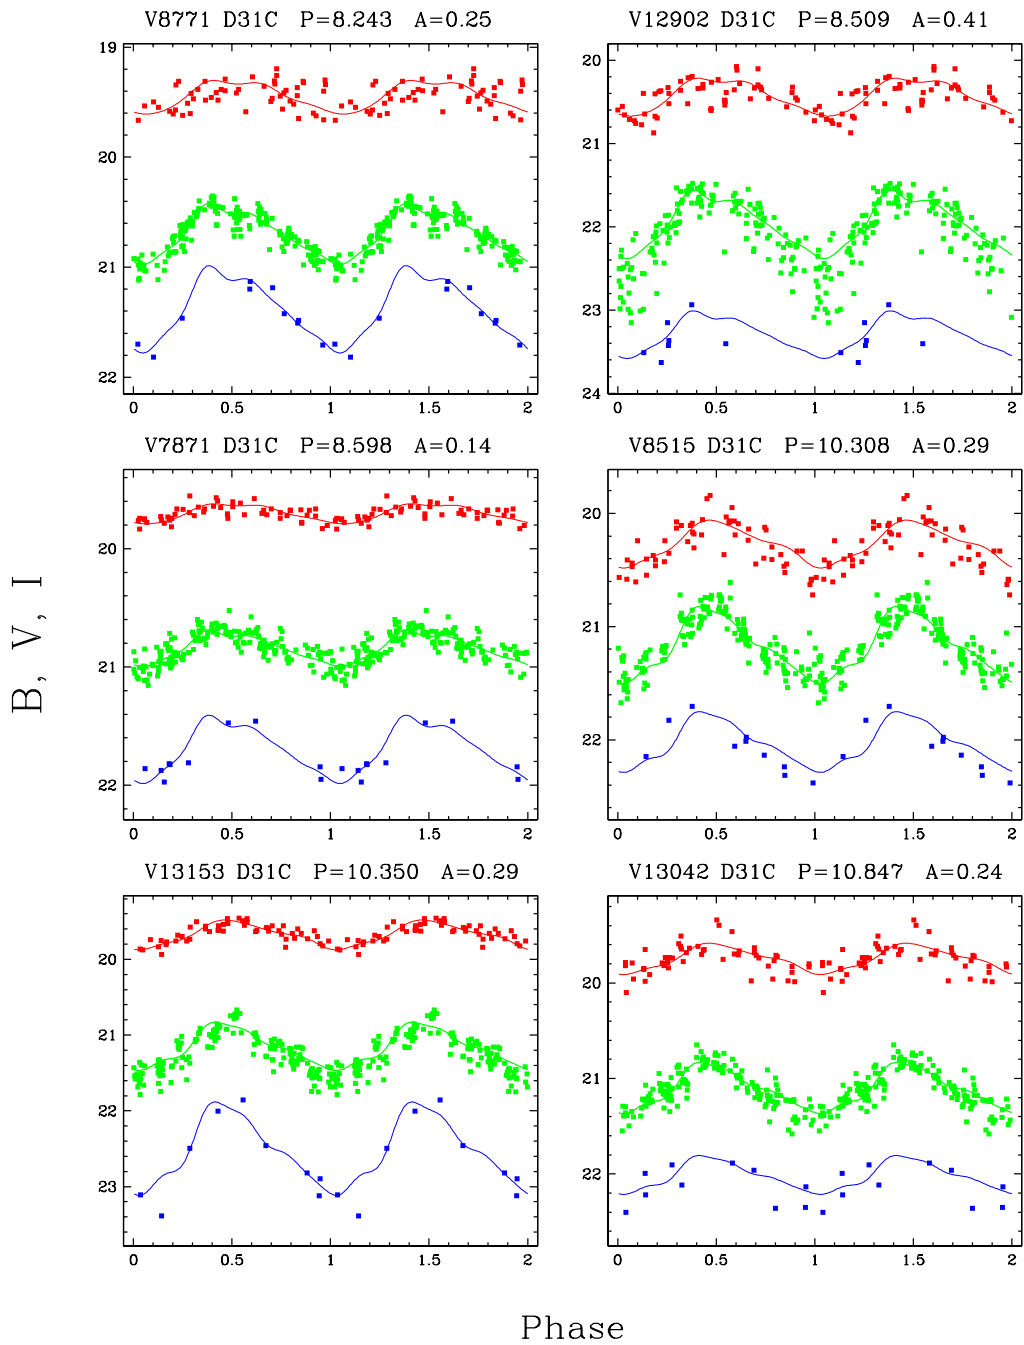 V8771 D31C P=8.243 A=0.25
V12902 D31C P=8.509 A=0.41
19
20
21
22
0 0.5 1 1.5 2
20
21
22
23
24
0 0.5 1 1.5 2
V7871 D31C P=8.598 A=0.14
V8515 D31C P=10.308 A=0.29
20
21
22
0 0.5 1 1.5 2
20
21
22
0 0.5 1 1.5 2
B, V, I
V13153 D31C P=10.350 A=0.29
V13042 D31C P=10.847 A=0.24
20
21
22
23
0 0.5 1 1.5 2
20
21
22
0 0.5 1 1.5 2
Phase